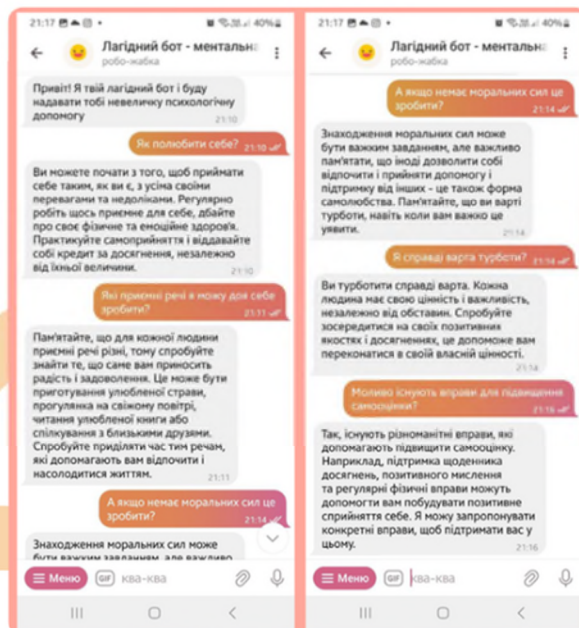 21:17
40%
Лагідний бот - ментальна
робо-жабка
Привіт! Я твій лагідний бот і буду
надавати тобі невеличку психологічну
допомогу
21:10
Як полюбити себе?
21:10
Ви можете почати з того, щоб приймати
себе таким, як ви є, з усіма своїми
перевагами та недоліками. Регулярно
робіть щось приємне для себе, дбайте
про своє фізичне та емоційне здоров'я.
Практикуйте самоприйняття і віддавайте
собі кредит за досягнення, незалежно
від їхньої величини.
21:10
Які приємні речі я можу для себе
зробити?
21:11
Пам'ятайте, що для кожної людини
приємні речі різні, тому спробуйте
знайти те, що саме вам приносить
радість і задоволення. Це може бути
приготування улюбленої страви,
прогулянка на свіжому повітрі,
читання улюбленої книги або
спілкування з близькими друзями.
Спробуйте приділяти час тим речам,
які допомагають вам відпочити і
насолодитися життям.
21:11
А якщо немає моральних сил це
зробити?
21:14
Знаходження моральних сил може
бути важким завданням, але важливо
Меню
GIF
ква-ква
21:17
40%
Лагідний бот - ментальна
робо-жабка
А якщо немає моральних сил це
зробити?
21:14
Знаходження моральних сил може
бути важким завданням, але важливо
пам'ятати, що іноді дозволити собі
відпочити і прийняти допомогу і
підтримку від інших - це також форма
самолюбства. Пам'ятайте, що ви варті
турботи, навіть коли вам важко це
уявити.
21:14
Я справді варта турботи?
21:14
Ви турботити справді варта. Кожна
людина має свою цінність і важливість,
незалежно від обставин. Спробуйте
зосередитися на своїх позитивних
якостях і досягненнях, це допоможе вам
переконатися в своїй власній цінності.
21:14
Можливо існують вправи для підвищення
самооцінки?
21:16
Так, існують різноманітні вправи, які
допомагають підвищити самооцінку.
Наприклад, підтримка щоденника
досягнень, позитивного мислення
та регулярні фізичні вправи можуть
допомогти вам побудувати позитивне
сприйняття себе. Я можу запропонувати
конкретні вправи, щоб підтримати вас у
цьому.
21:16
Меню
GIF
ква-ква